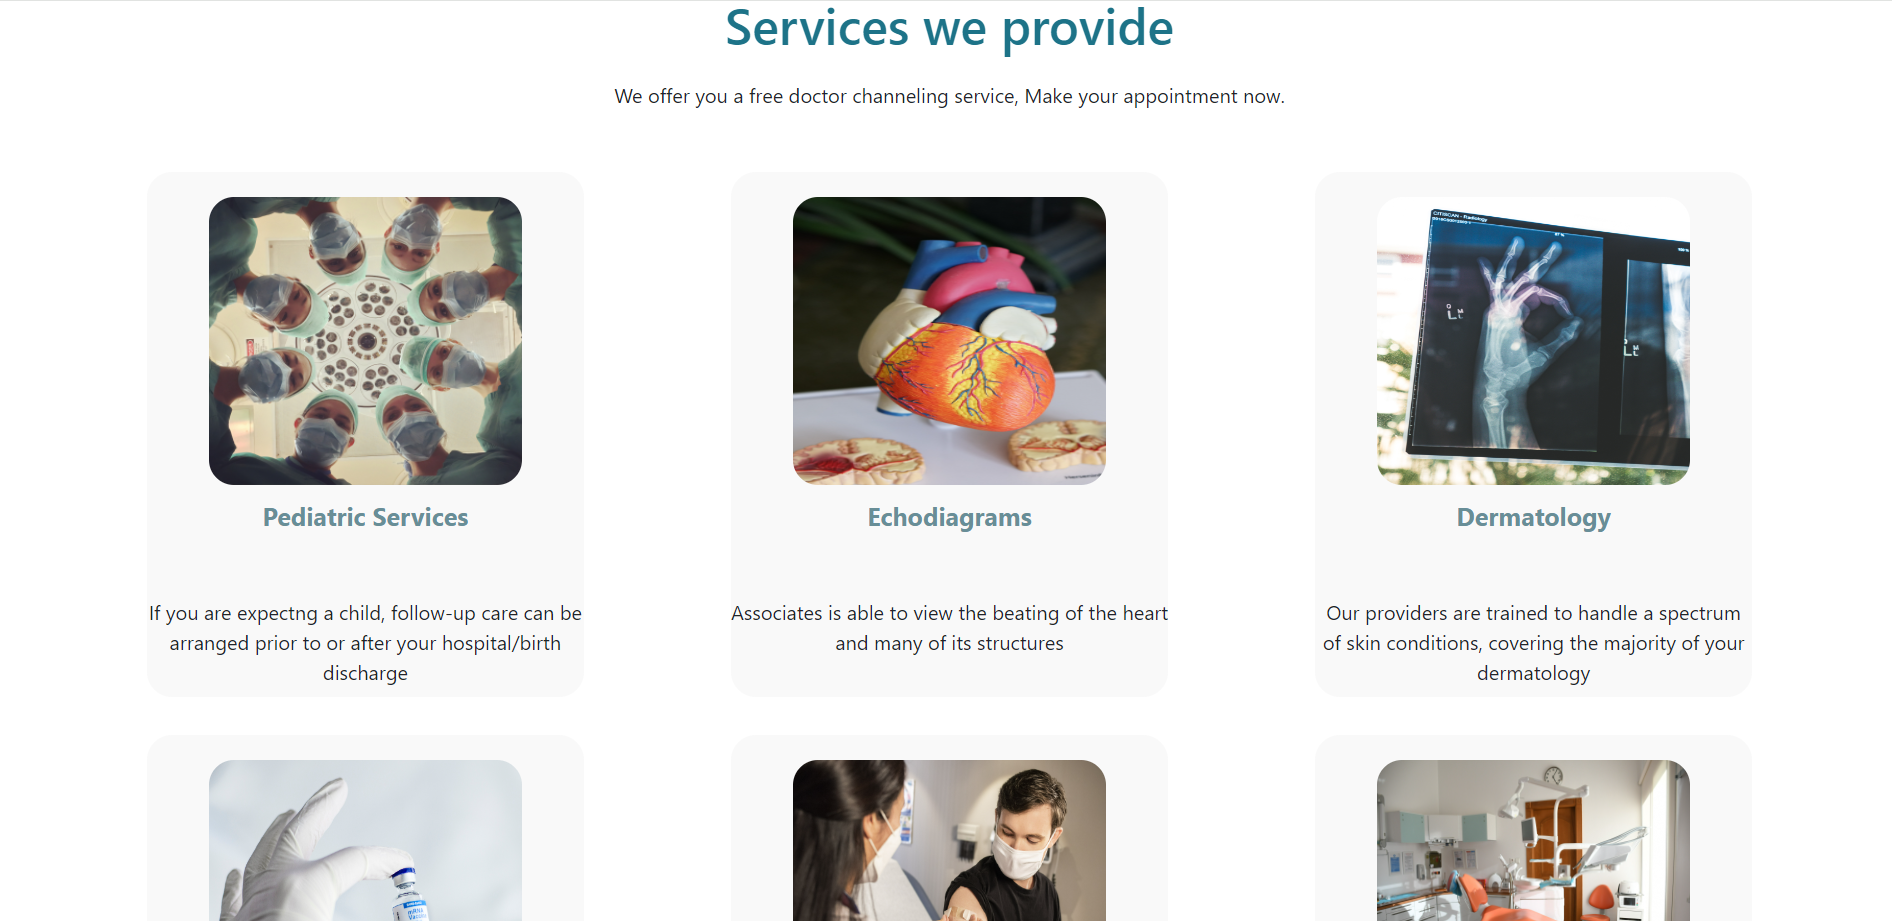 Services we provide
We offer you a free doctor channeling service, Make your appointment now.
CITISCAN - Radiology
Pediatric Services
Echodiagrams
Dermatology
If you are expectng a child, follow-up care can be
arranged prior to or after your hospital/birth
discharge
Associates is able to view the beating of the heart
and many of its structures
Our providers are trained to handle a spectrum
of skin conditions, covering the majority of your
dermatology
mRNA